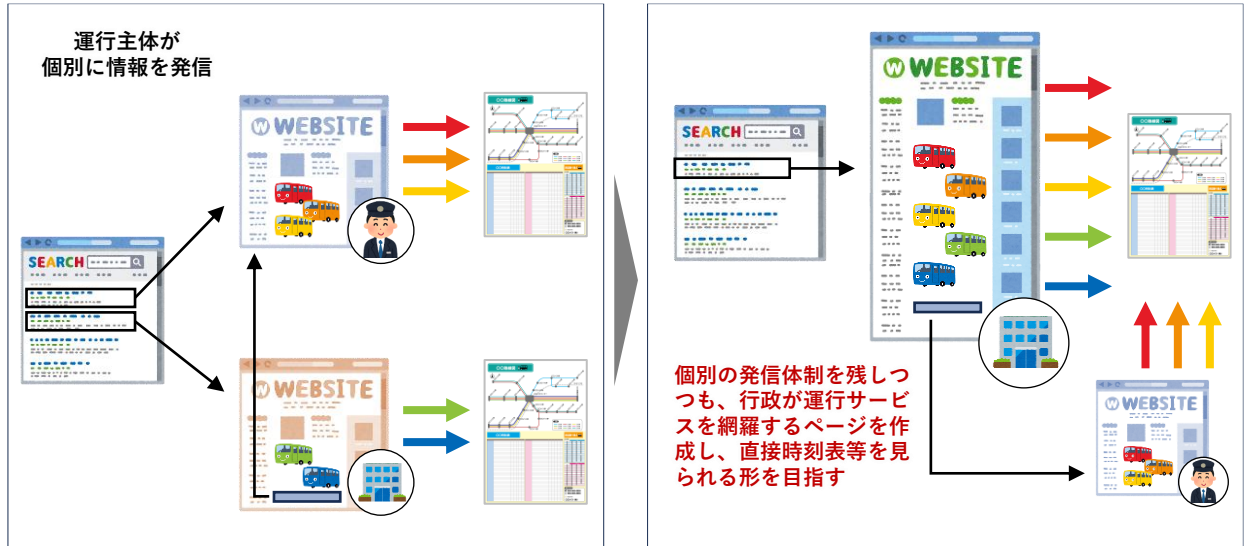 運行主体が
個別に情報を発信
W WEBSITE
SEARCH
W WEBSITE
W WEBSITE
SEARCH
個別の発信体制を残しつ
つも、行政が運行サービ
スを網羅するページを作
成し、直接時刻表等を見
られる形を目指す
W WEBSITE